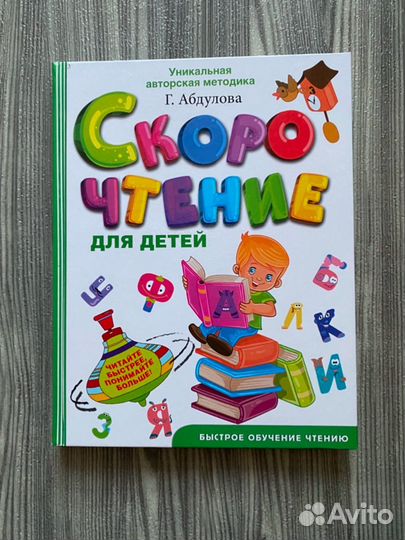 Уникальная
авторская методика
Г. Абдулова
СКОРО
ЧТЕНИЕ
ДЛЯ ДЕТЕЙ
А
Ч
Ф
Б
А
К
И
З
Я
ЧИТАЙТЕ
БЫСТРЕЕ,
ПОНИМАЙТЕ
БОЛЬШЕ!
БЫСТРОЕ ОБУЧЕНИЕ ЧТЕНИЮ
Avito